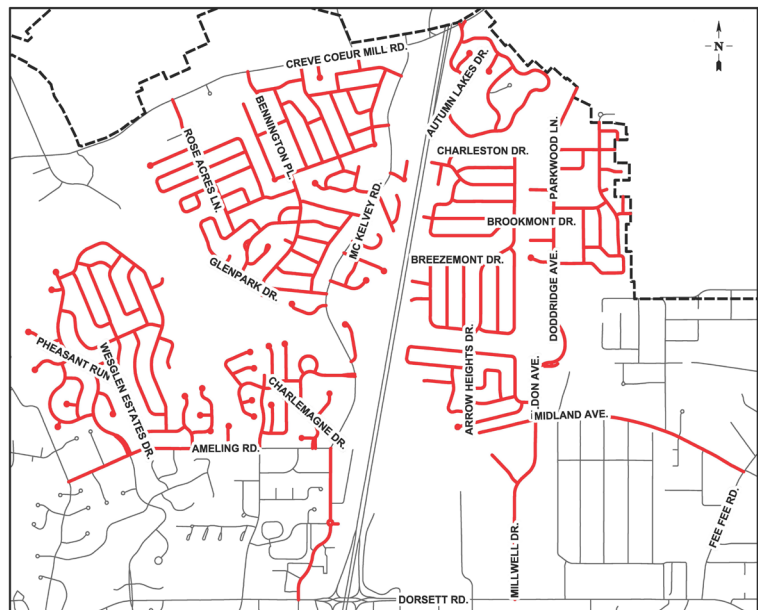 CREVE COEUR MILL RD.
N
AUTUMN LAKES DR.
BENNINGTON PL.
ROSE ACRES LN.
CHARLESTON DR.
PARKWOOD LN.
MC KELVEY RD.
BROOKMONT DR.
GLENPARK DR.
BREEZEMONT DR.
DODDRIDGE AVE.
PHEASANT RUN
WESGLEN ESTATES DR.
ARROW HEIGHTS DR.
CHARLEMAGNE DR.
DON AVE.
MIDLAND AVE.
AMELING RD.
FEE FEE RD.
MILLWELL DR.
DORSETT RD.